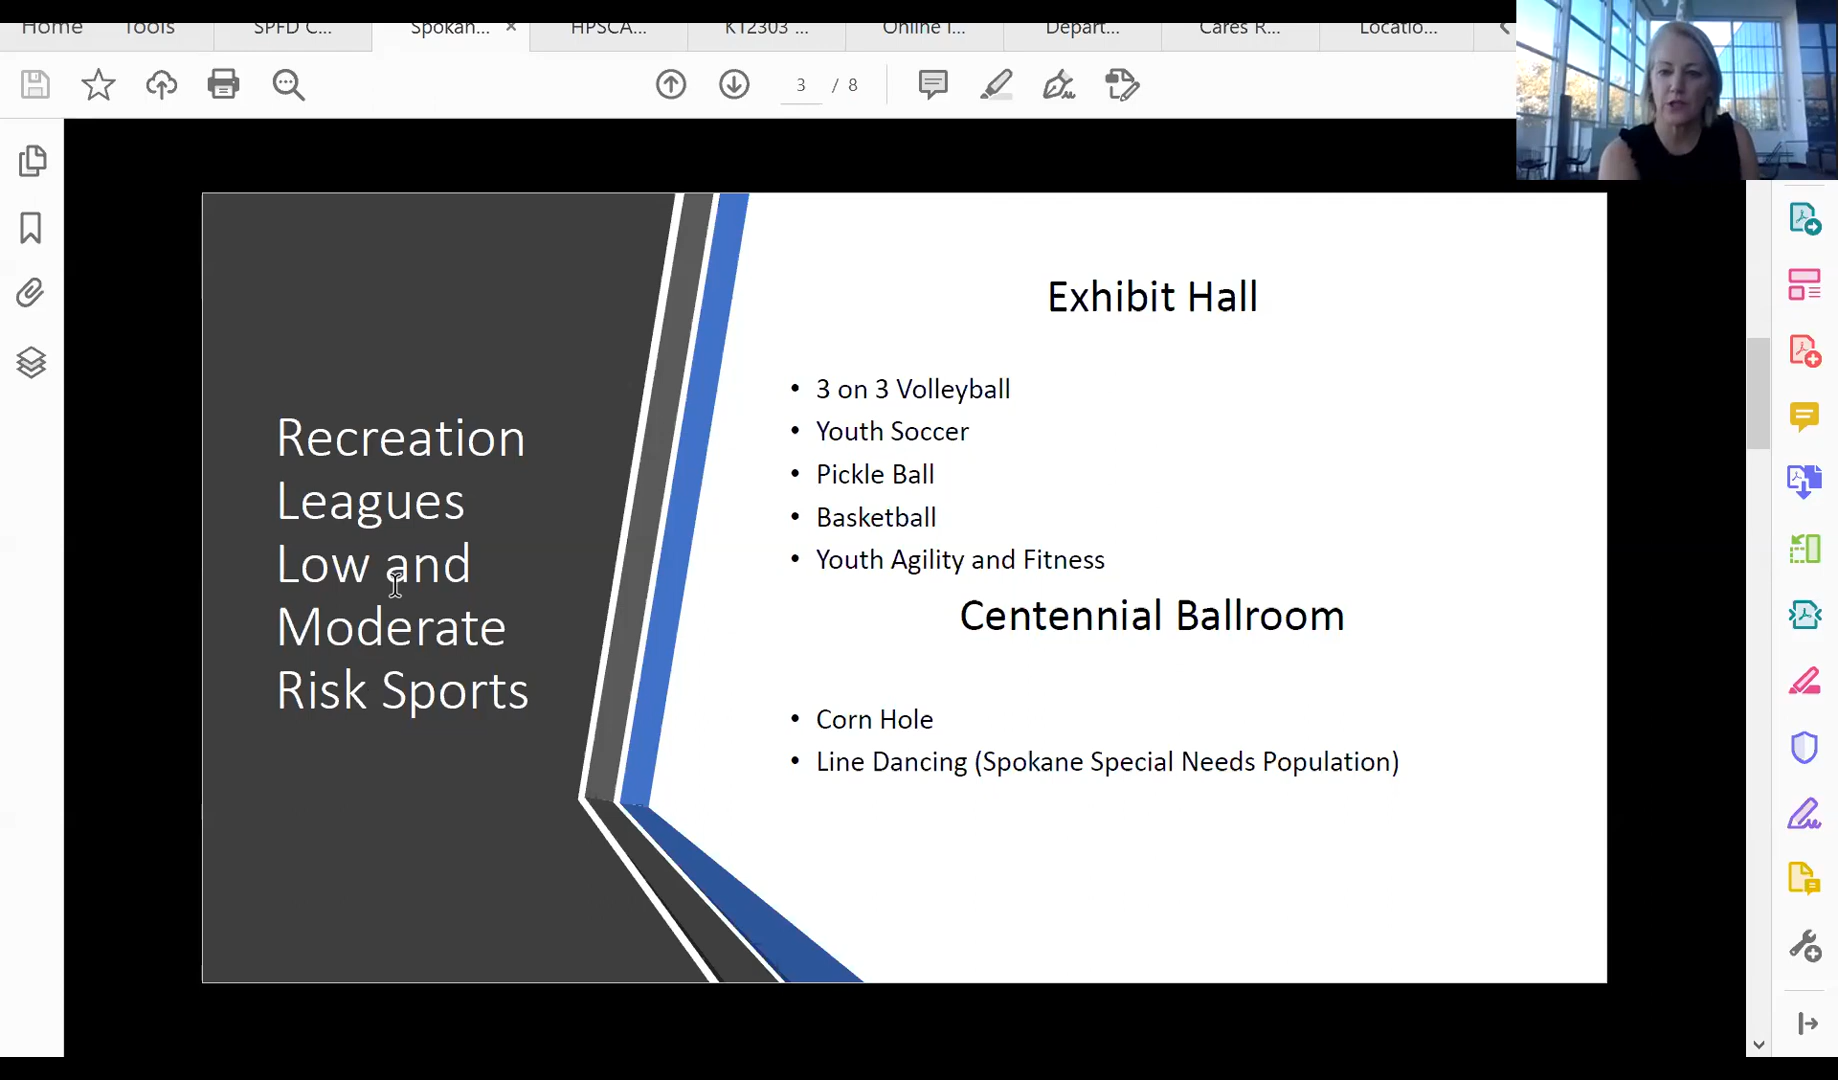 Home Tools SPFD C... Spokan... × HPSCA... KT2303 ... Online I... Depart... Cares R... Locatio...
3 / 8
Recreation
Leagues
Low and
Moderate
Risk Sports
Exhibit Hall
• 3 on 3 Volleyball
• Youth Soccer
• Pickle Ball
• Basketball
• Youth Agility and Fitness
Centennial Ballroom
• Corn Hole
• Line Dancing (Spokane Special Needs Population)